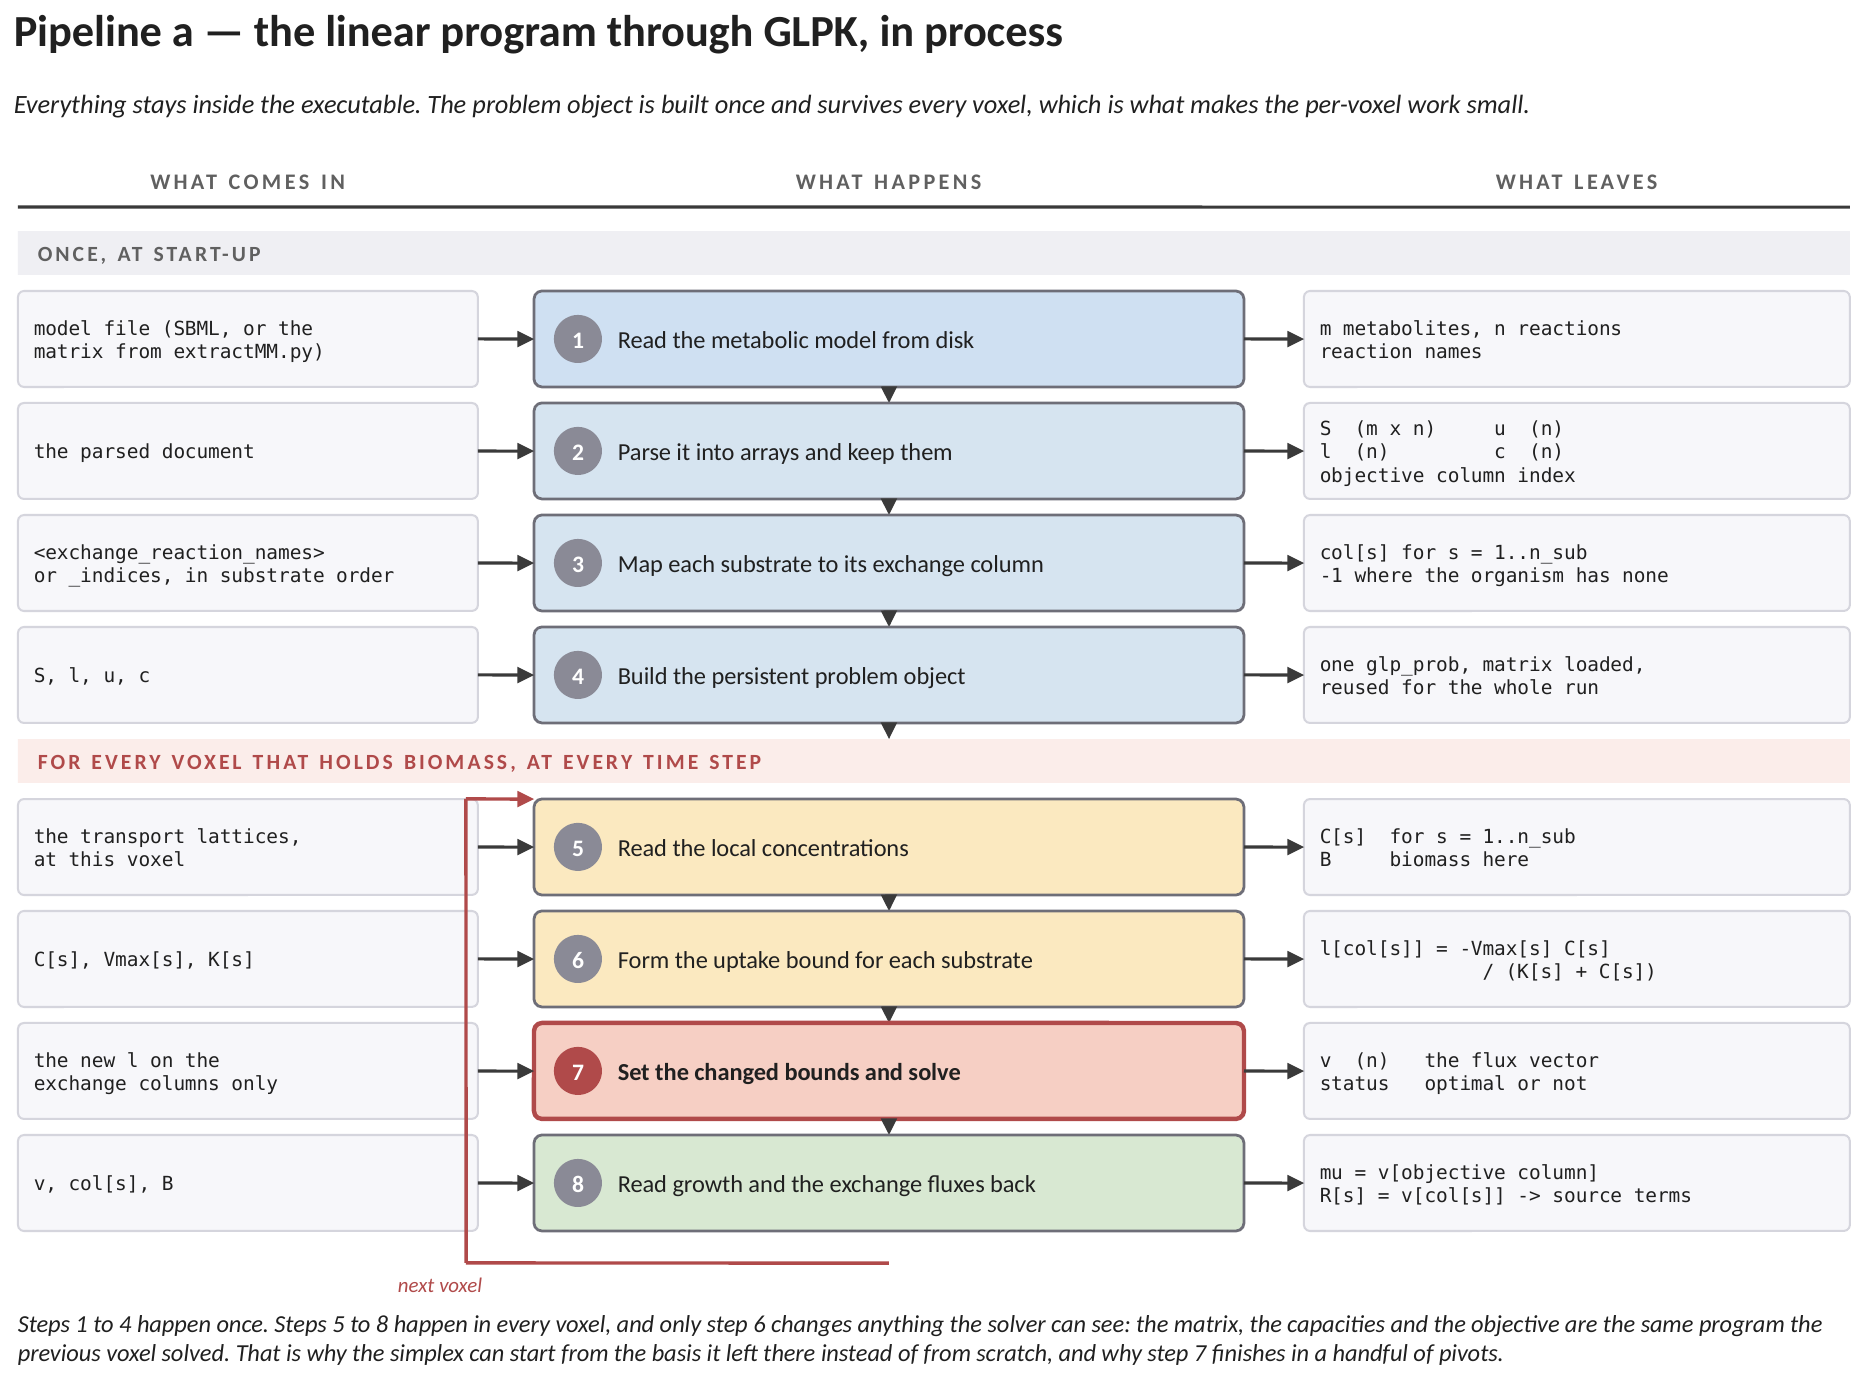 Pipeline a — the linear program through GLPK, in process
Everything stays inside the executable. The problem object is built once and survives every voxel, which is what makes the per-voxel work small.
WHAT COMES IN
WHAT HAPPENS
WHAT LEAVES
ONCE, AT START-UP
model file (SBML, or the
matrix from extractMM.py)
1
Read the metabolic model from disk
m metabolites, n reactions
reaction names
the parsed document
2
Parse it into arrays and keep them
S (m x n) u (n)
l (n) c (n)
objective column index
<exchange_reaction_names>
or _indices, in substrate order
3
Map each substrate to its exchange column
col[s] for s = 1..n_sub
-1 where the organism has none
S, l, u, c
4
Build the persistent problem object
one glp_prob, matrix loaded,
reused for the whole run
FOR EVERY VOXEL THAT HOLDS BIOMASS, AT EVERY TIME STEP
the transport lattices,
at this voxel
5
Read the local concentrations
C[s] for s = 1..n_sub
B biomass here
C[s], Vmax[s], K[s]
6
Form the uptake bound for each substrate
l[col[s]] = -Vmax[s] C[s]
/ (K[s] + C[s])
the new l on the
exchange columns only
7
Set the changed bounds and solve
v (n) the flux vector
status optimal or not
v, col[s], B
8
Read growth and the exchange fluxes back
mu = v[objective column]
R[s] = v[col[s]] -> source terms
next voxel
Steps 1 to 4 happen once. Steps 5 to 8 happen in every voxel, and only step 6 changes anything the solver can see: the matrix, the capacities and the objective are the same program the
previous voxel solved. That is why the simplex can start from the basis it left there instead of from scratch, and why step 7 finishes in a handful of pivots.